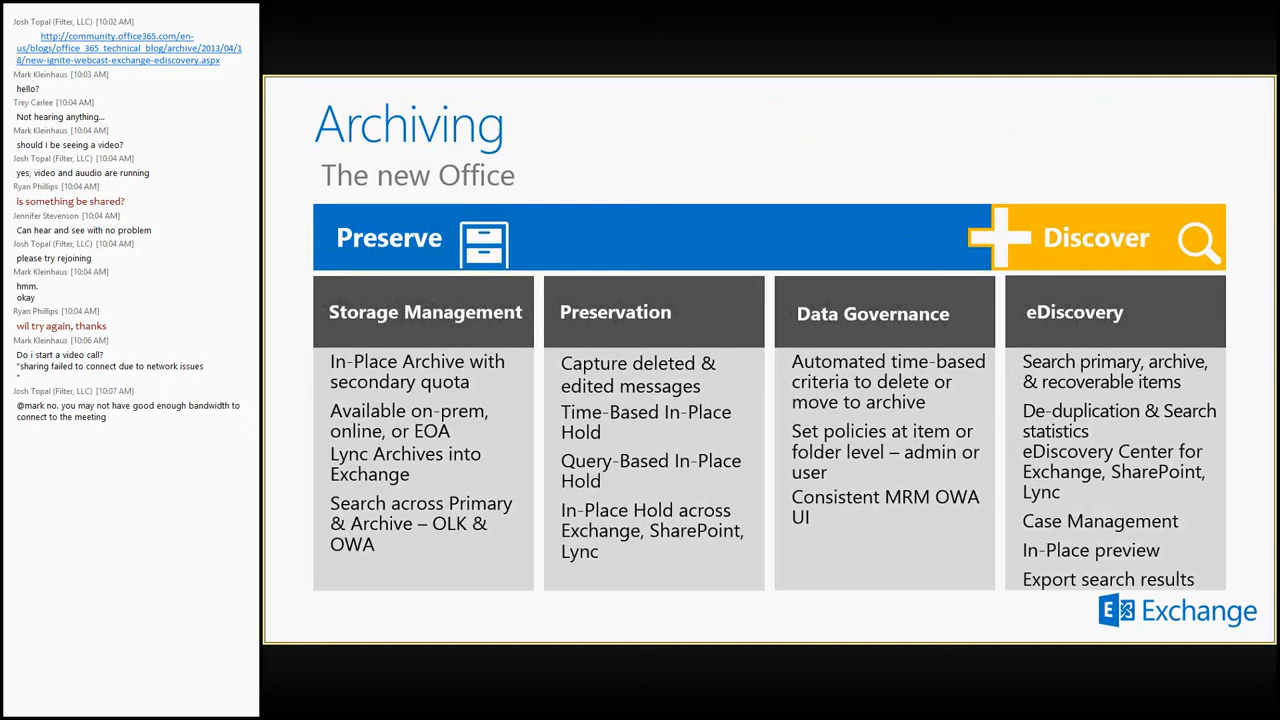 Josh Topal (Filter, LLC) [10:02 AM]
http://community.office365.com/en-
us/blogs/office_365_technical_blog/archive/2013/04/1
8/new-ignite-webcast-exchange-ediscovery.aspx
Mark Kleinhaus [10:03 AM]
hello?
Trey Carlee [10:04 AM]
Not hearing anything...
Mark Kleinhaus [10:04 AM]
should I be seeing a video?
Josh Topal (Filter, LLC) [10:04 AM]
yes, video and auudio are running
Ryan Phillips [10:04 AM]
is something be shared?
Jennifer Stevenson [10:04 AM]
Can hear and see with no problem
Josh Topal (Filter, LLC) [10:04 AM]
please try rejoining
Mark Kleinhaus [10:04 AM]
hmm.
okay
Ryan Phillips [10:04 AM]
wil try again, thanks
Mark Kleinhaus [10:06 AM]
Do i start a video call?
"sharing failed to connect due to network issues
"
Josh Topal (Filter, LLC) [10:07 AM]
@mark no. you may not have good enough bandwidth to
connect to the meeting
Archiving
The new Office
Preserve
Discover
Storage Management
In-Place Archive with
secondary quota
Available on-prem,
online, or EOA
Lync Archives into
Exchange
Search across Primary
& Archive – OLK &
OWA
Preservation
Capture deleted &
edited messages
Time-Based In-Place
Hold
Query-Based In-Place
Hold
In-Place Hold across
Exchange, SharePoint,
Lync
Data Governance
Automated time-based
criteria to delete or
move to archive
Set policies at item or
folder level – admin or
user
Consistent MRM OWA
UI
eDiscovery
Search primary, archive,
& recoverable items
De-duplication & Search
statistics
eDiscovery Center for
Exchange, SharePoint,
Lync
Case Management
In-Place preview
Export search results
E Exchange